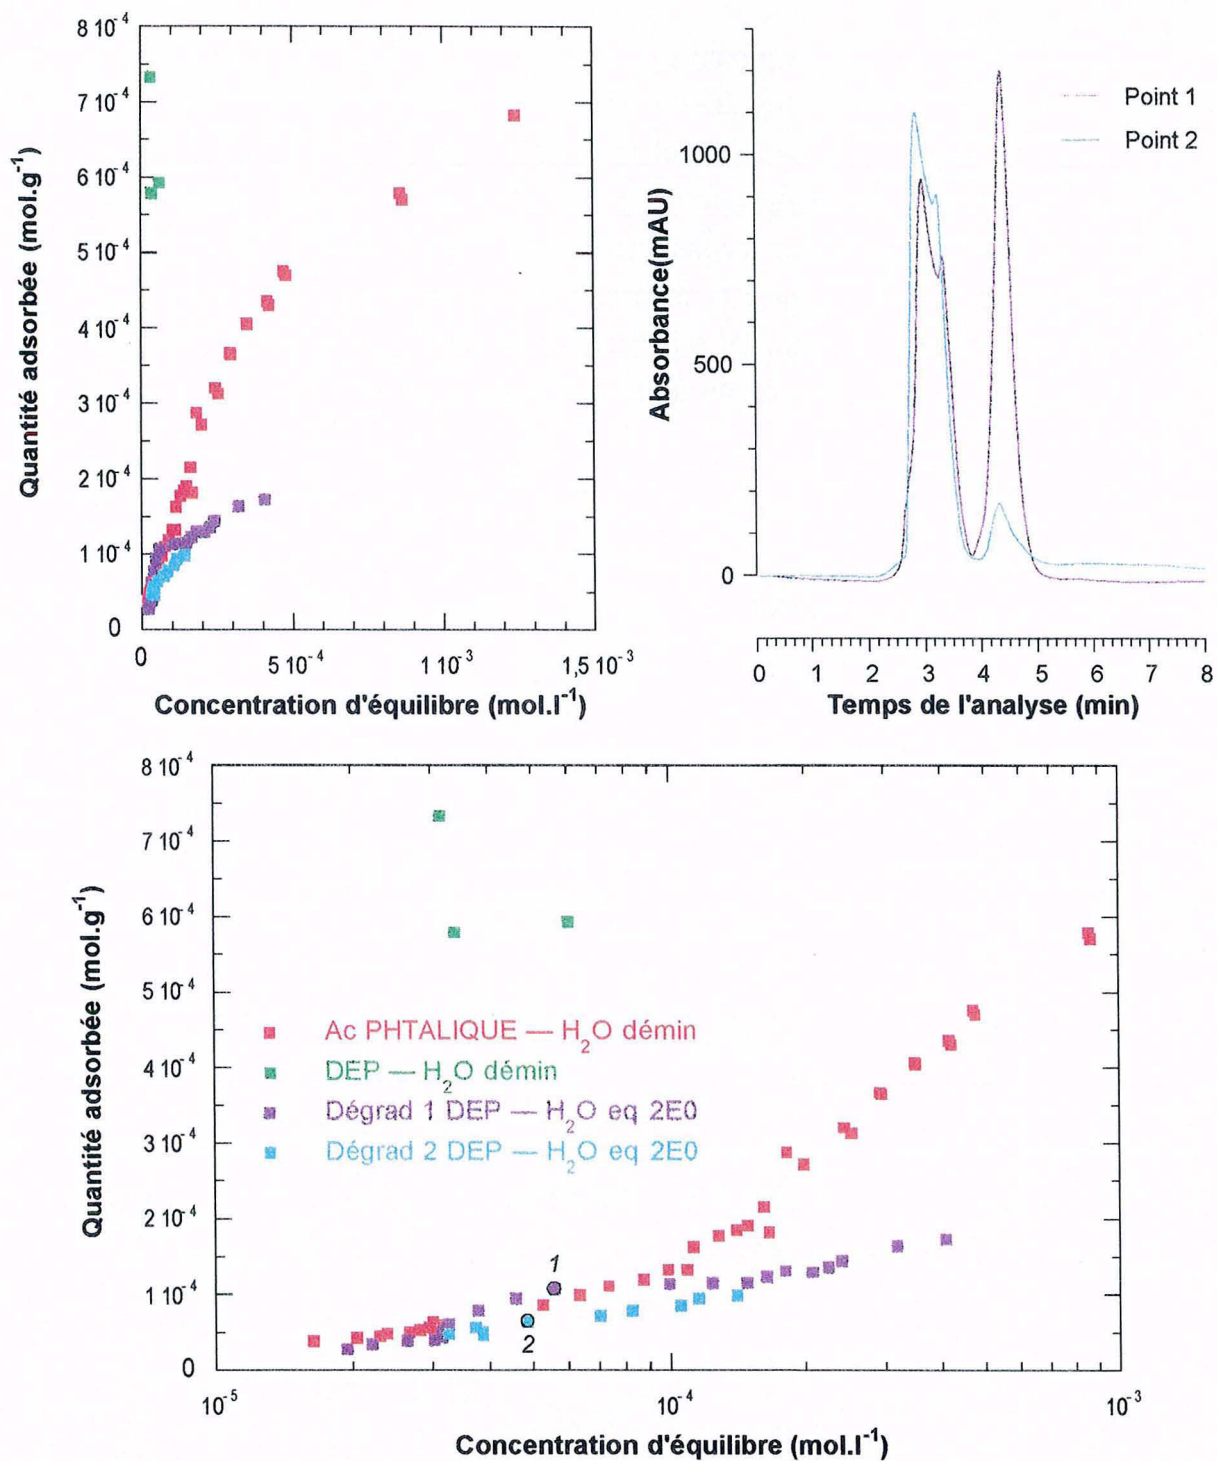 8 10⁻⁴
7 10⁻⁴
6 10⁻⁴
5 10⁻⁴
4 10⁻⁴
3 10⁻⁴
2 10⁻⁴
1 10⁻⁴
0
Quantité adsorbée (mol.g⁻¹)
0
5 10⁻⁴
1 10⁻³
1,5 10⁻³
Concentration d'équilibre (mol.l⁻¹)
Point 1
Point 2
1000
500
0
Absorbance(mAU)
0 1 2 3 4 5 6 7 8
Temps de l'analyse (min)
8 10⁻⁴
7 10⁻⁴
6 10⁻⁴
5 10⁻⁴
4 10⁻⁴
3 10⁻⁴
2 10⁻⁴
1 10⁻⁴
0
Quantité adsorbée (mol.g⁻¹)
Ac PHTALIQUE — H₂O démin
DEP — H₂O démin
Dégrad 1 DEP — H₂O eq 2E0
Dégrad 2 DEP — H₂O eq 2E0
1
2
10⁻⁵
10⁻⁴
10⁻³
Concentration d'équilibre (mol.l⁻¹)